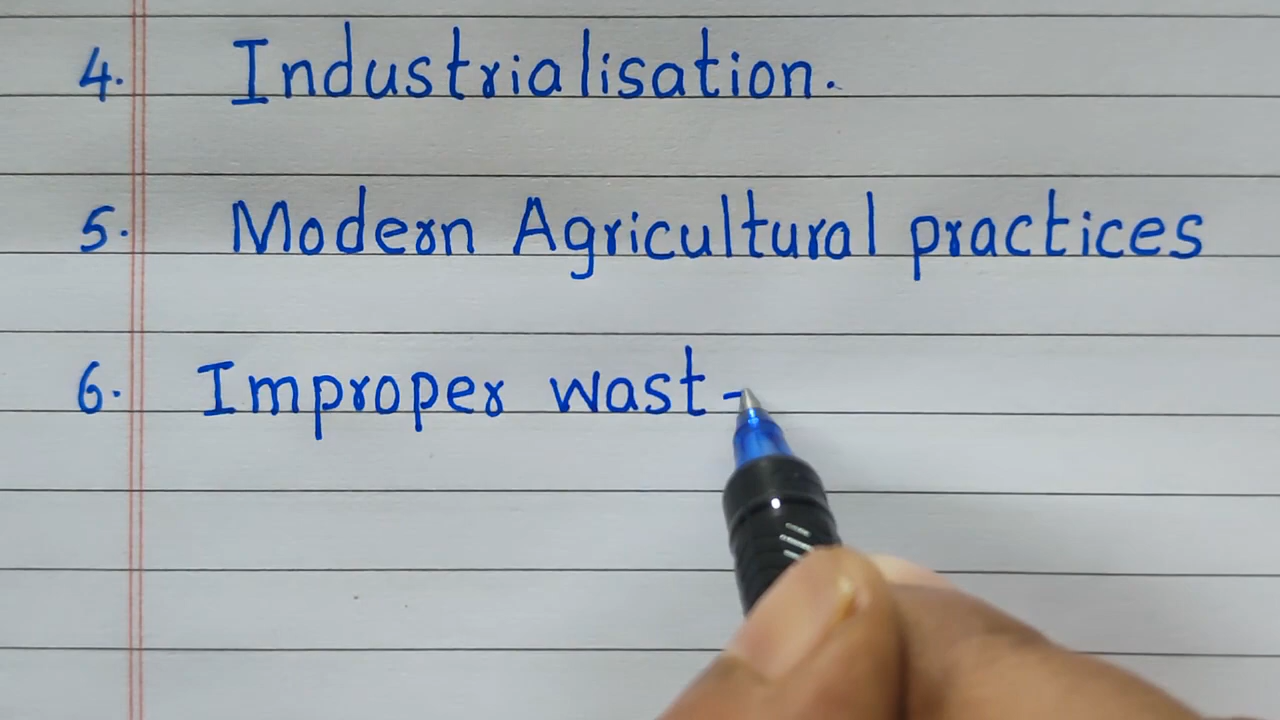 4. Industrialisation.
5. Modern Agricultural practices
6. Improper wast-